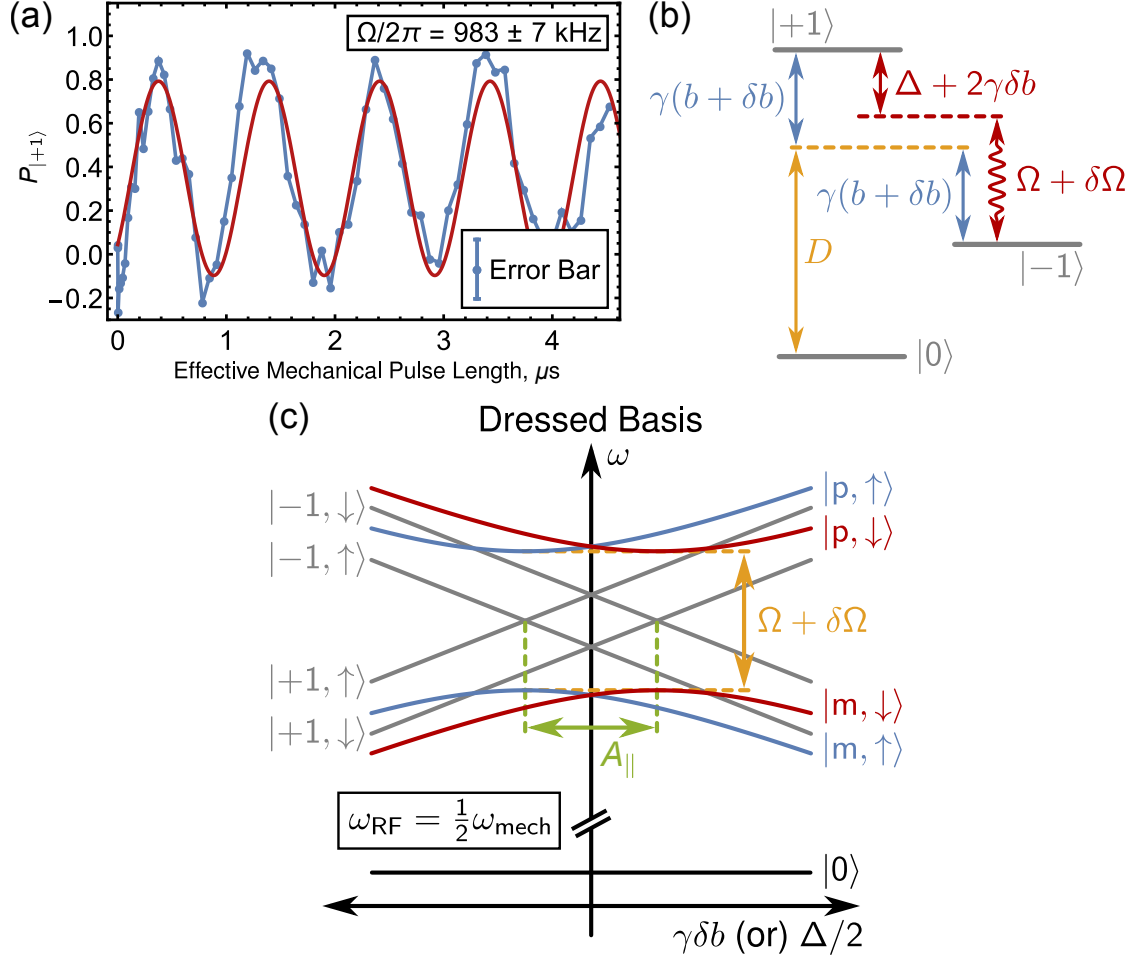 (a)
Ω/2π = 983 ± 7 kHz
P|+1⟩
1.0
0.8
0.6
0.4
0.2
0.0
−0.2
Error Bar
0 1 2 3 4
Effective Mechanical Pulse Length, μs
(b)
|+1⟩
γ(b + δb)
Δ + 2γδb
γ(b + δb)
Ω + δΩ
D
|−1⟩
|0⟩
(c)
Dressed Basis
ω
|−1, ↓⟩
|−1, ↑⟩
|+1, ↑⟩
|+1, ↓⟩
|p, ↑⟩
|p, ↓⟩
Ω + δΩ
|m, ↓⟩
|m, ↑⟩
A||
ωRF = ½ωmech
|0⟩
γδb (or) Δ/2